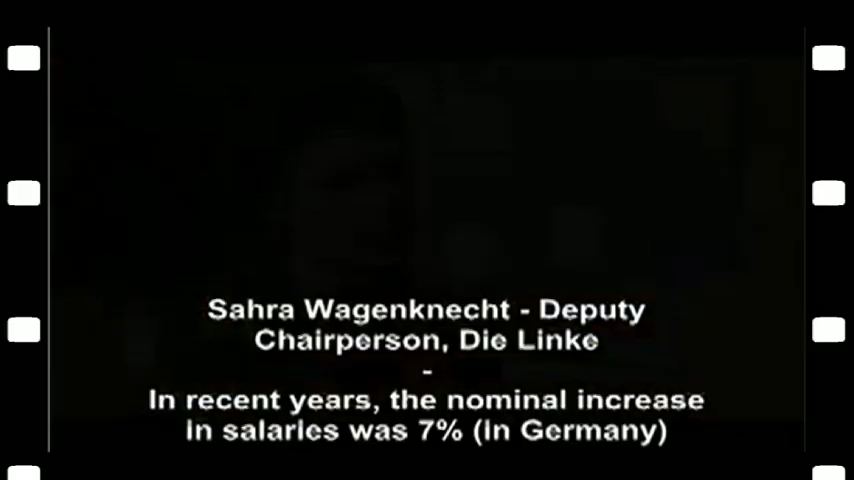 Sahra Wagenknecht - Deputy
Chairperson, Die Linke
-
In recent years, the nominal increase
in salaries was 7% (in Germany)